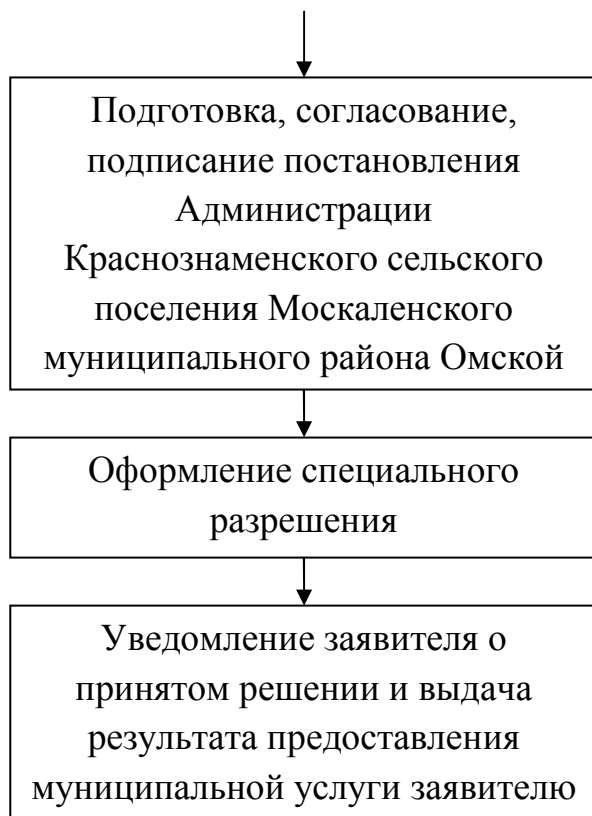 Подготовка, согласование,
подписание постановления
Администрации
Краснознаменского сельского
поселения Москаленского
муниципального района Омской
Оформление специального
разрешения
Уведомление заявителя о
принятом решении и выдача
результата предоставления
муниципальной услуги заявителю